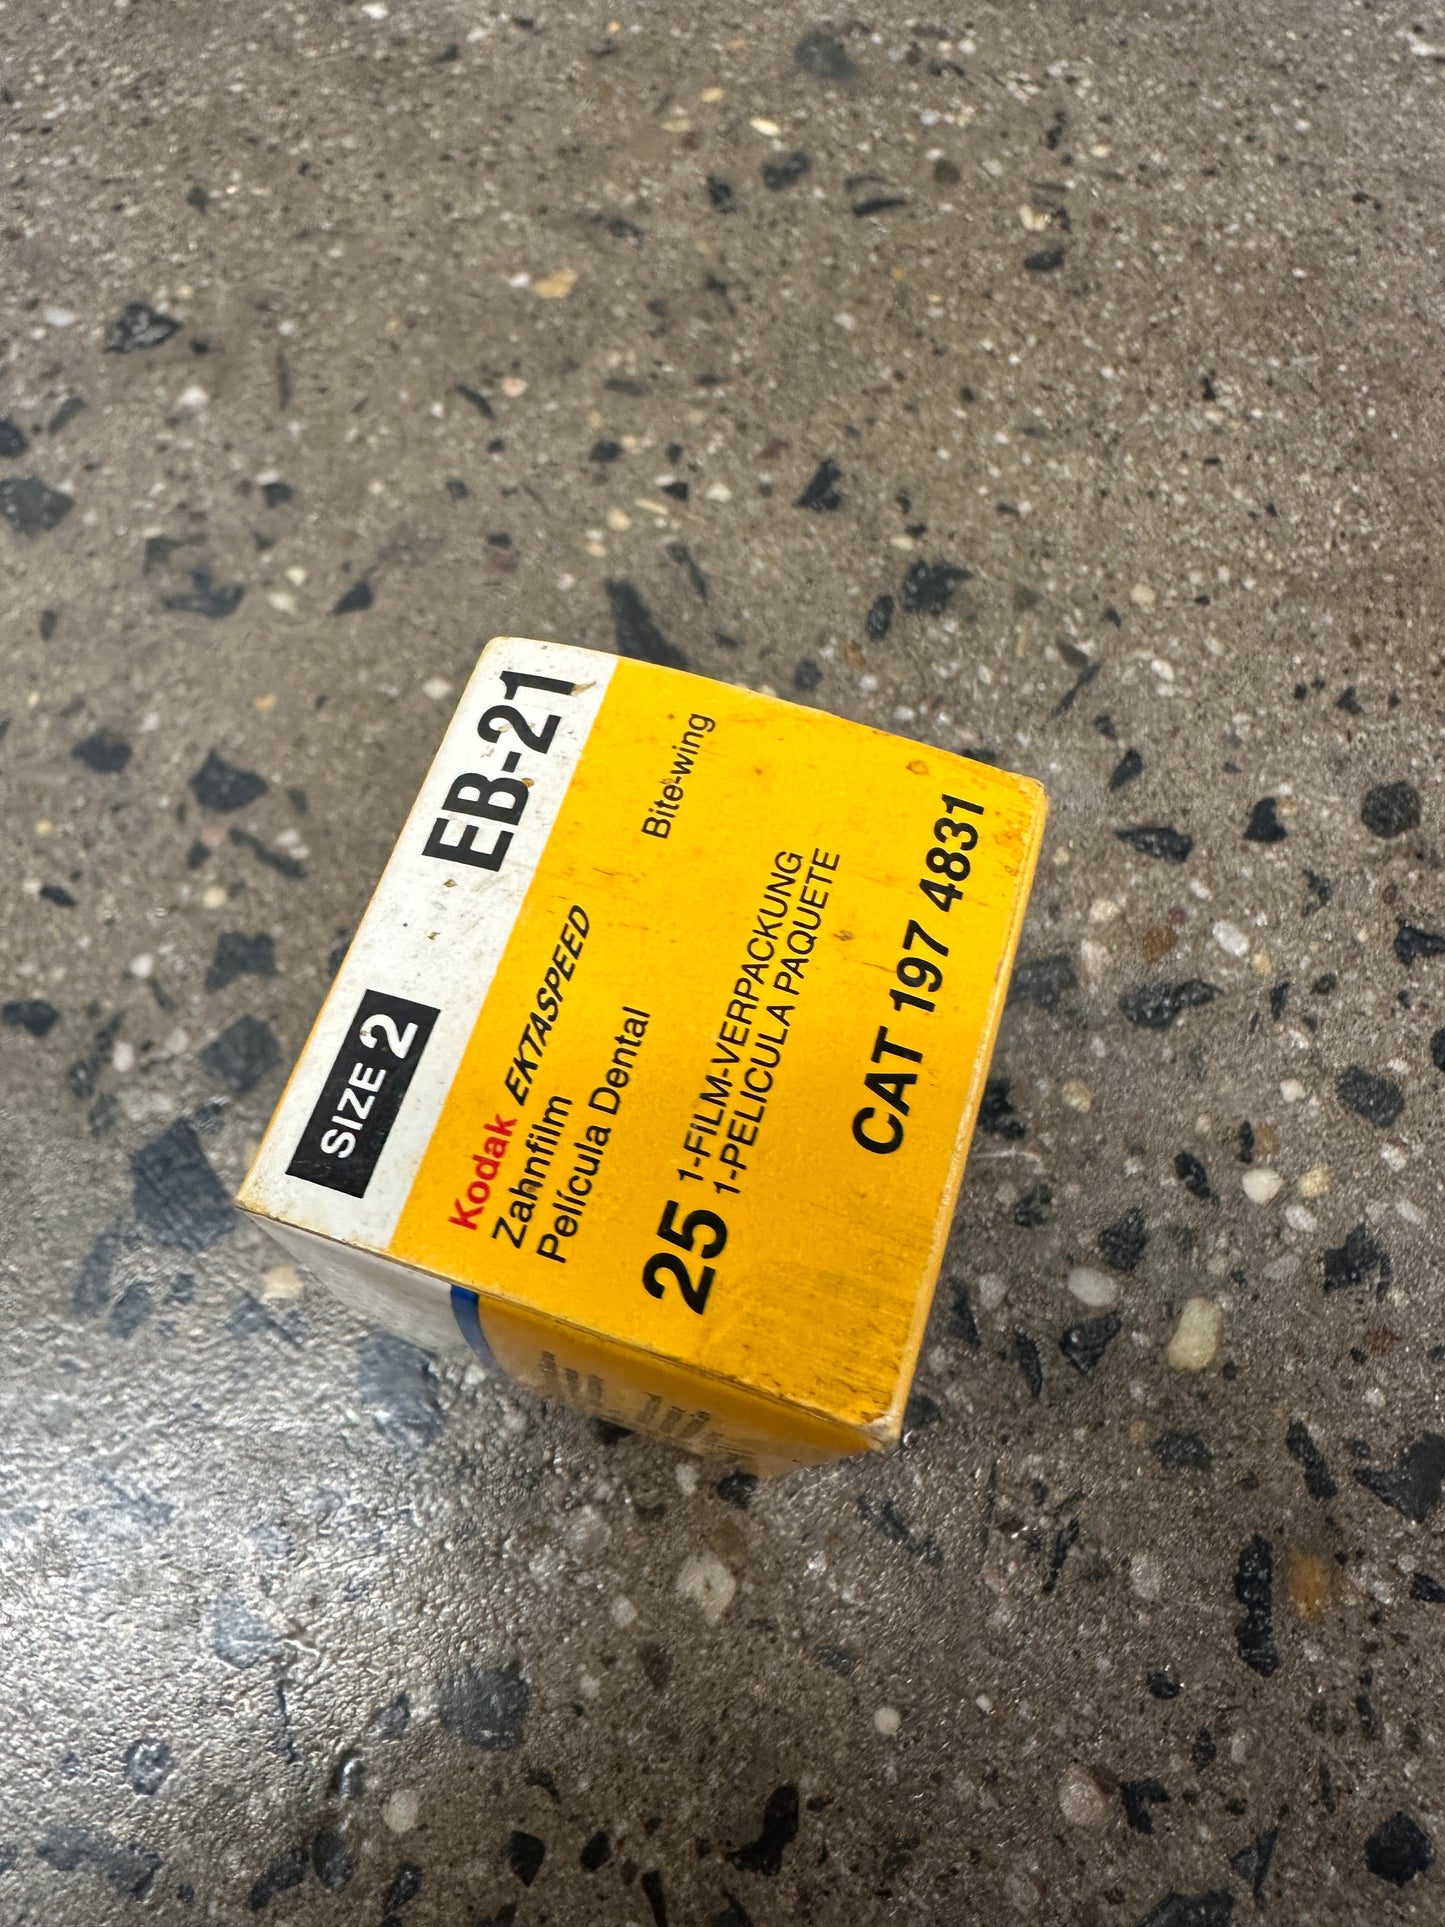 SIZE 2 EB-21
Kodak EKTASPEED
Zahnfilm Bite-wing
Película Dental
25 1-FILM-VERPACKUNG
1-PELICULA PAQUETE
CAT 197 4831